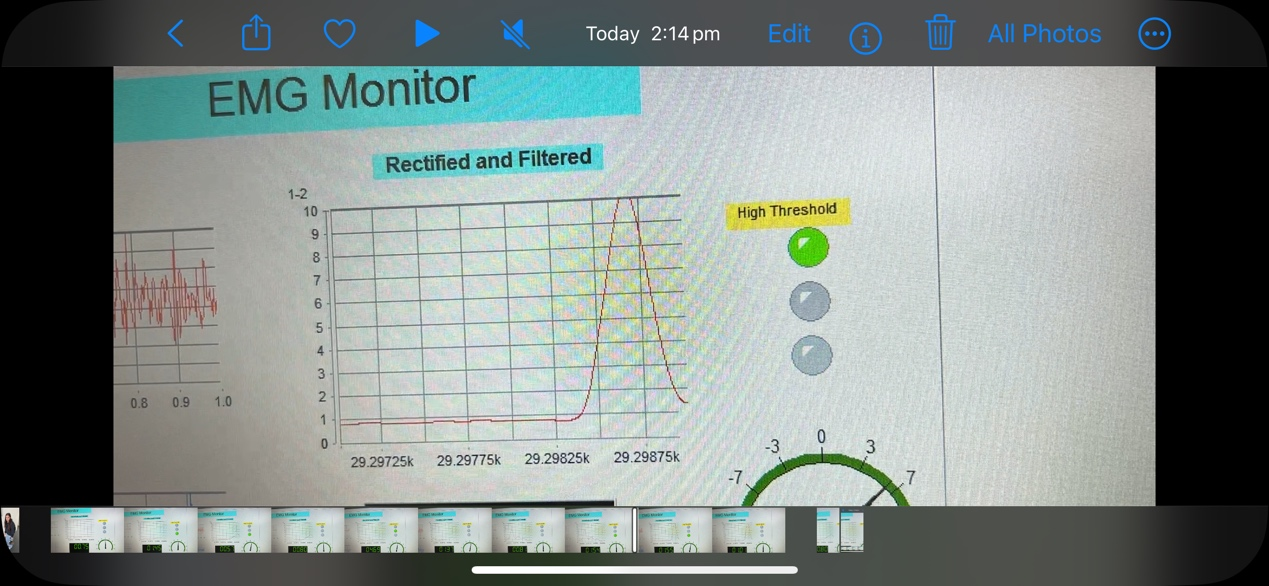 Today 2:14 pm
Edit
All Photos
EMG Monitor
Rectified and Filtered
1-2
10
9
8
7
6
5
4
3
2
1
0
29.29725k 29.29775k 29.29825k 29.29875k
0.8 0.9 1.0
High Threshold
-7 -3 0 3 7